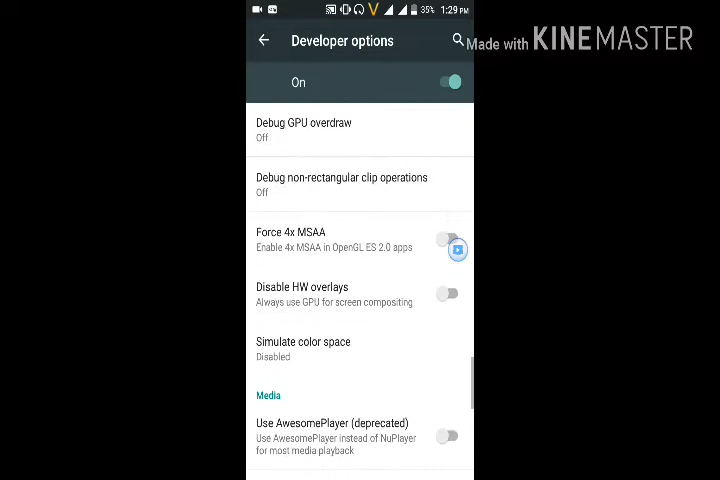 35% 1:29 PM
Developer options
Made with KINEMASTER
On
Debug GPU overdraw
Off
Debug non-rectangular clip operations
Off
Force 4x MSAA
Enable 4x MSAA in OpenGL ES 2.0 apps
Disable HW overlays
Always use GPU for screen compositing
Simulate color space
Disabled
Media
Use AwesomePlayer (deprecated)
Use AwesomePlayer instead of NuPlayer
for most media playback